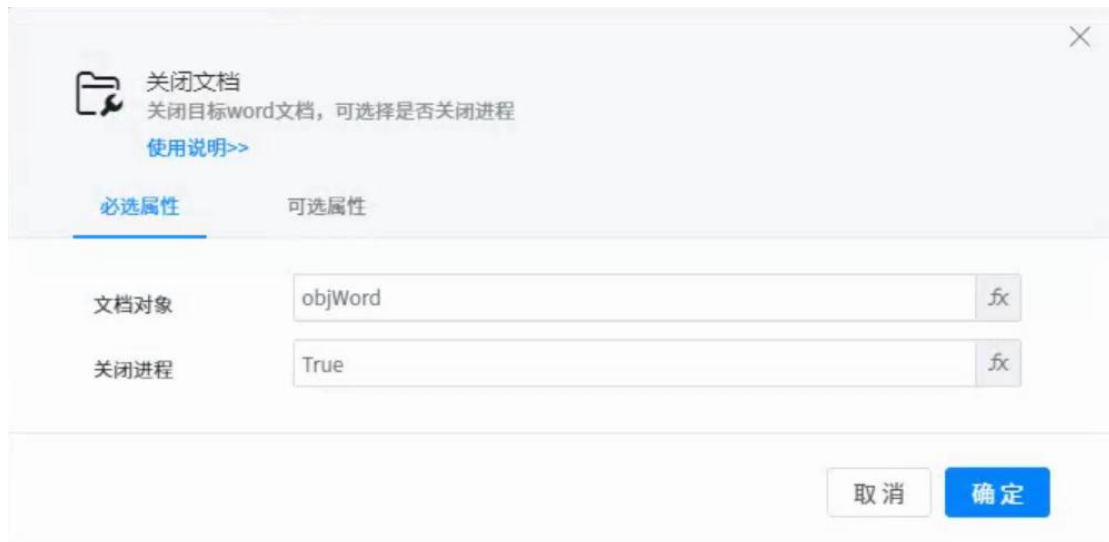 关闭文档
关闭目标word文档，可选择是否关闭进程
使用说明>>
必选属性 可选属性
文档对象 objWord fx
关闭进程 True fx
取消 确定